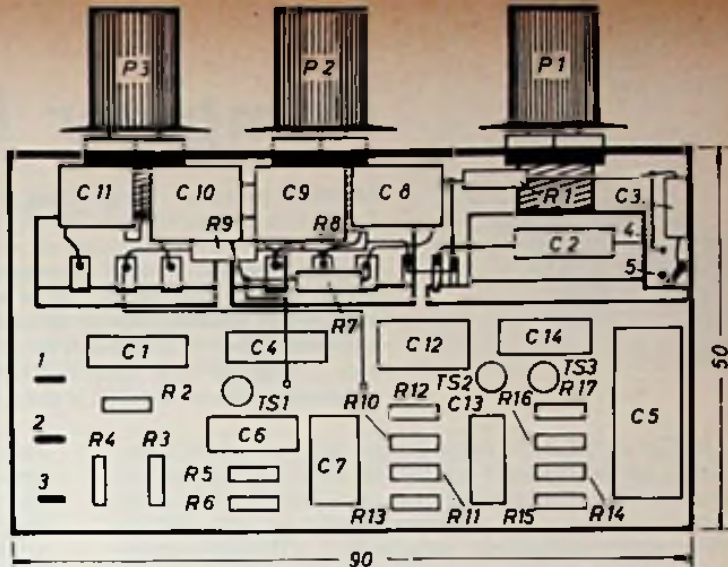 P3 P2 P1
C11 C10 C9 C8 R1 C3.
R9 R8 C2 4.
5
R7
C1 C4 C12 C14
1
R2 TS1 TS2 TS3
R10 R12 C13 R16 R17
C5
50
2
R4 R3 C6 C7
R5
3
R6 R13 R11 R15 R14
90